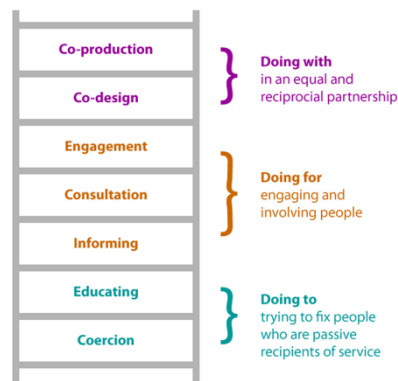 Co-production
Co-design
Engagement
Consultation
Informing
Educating
Coercion
Doing with
in an equal and
reciprocial partnership
Doing for
engaging and
involving people
Doing to
trying to fix people
who are passive
recipients of service